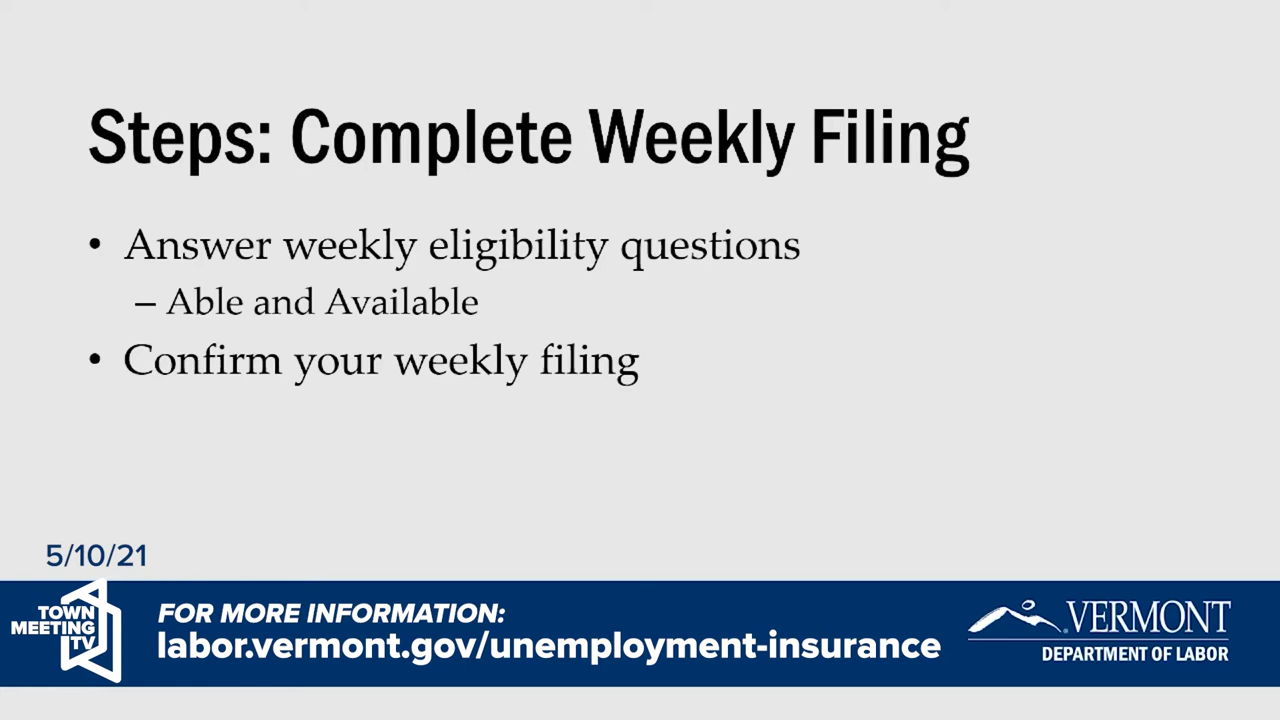 Steps: Complete Weekly Filing
• Answer weekly eligibility questions
– Able and Available
• Confirm your weekly filing
5/10/21
TOWN
MEETING
TV
FOR MORE INFORMATION:
labor.vermont.gov/unemployment-insurance
VERMONT
DEPARTMENT OF LABOR